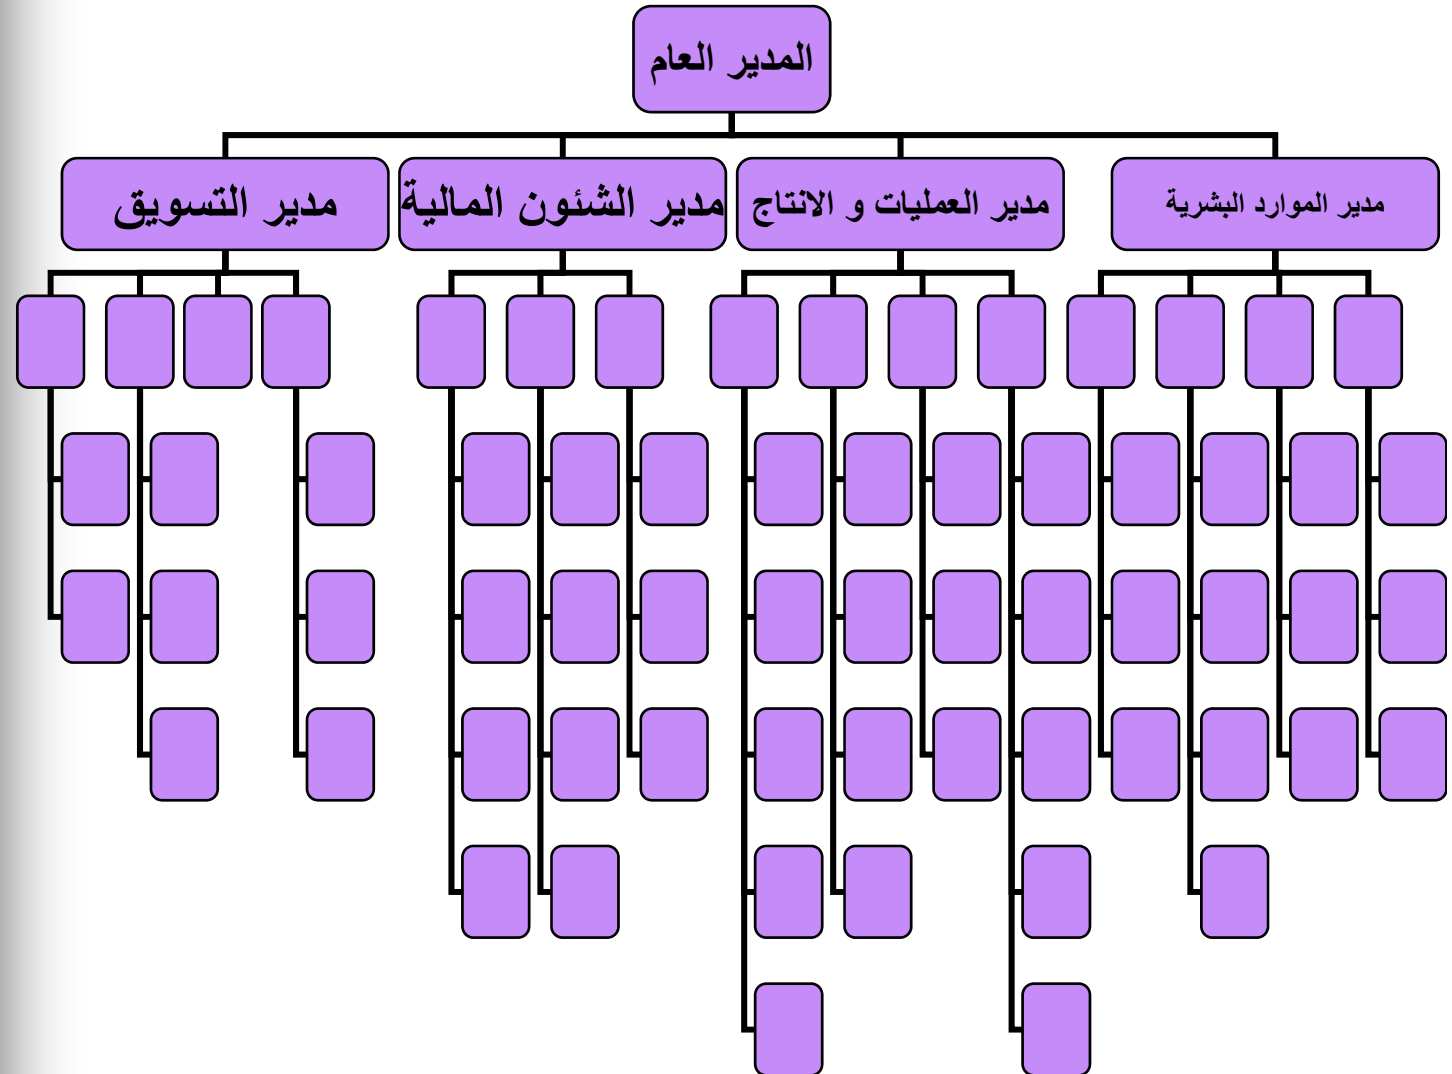 المدير العام
مدير الموارد البشرية
مدير العمليات و الانتاج
مدير الشئون المالية
مدير التسويق